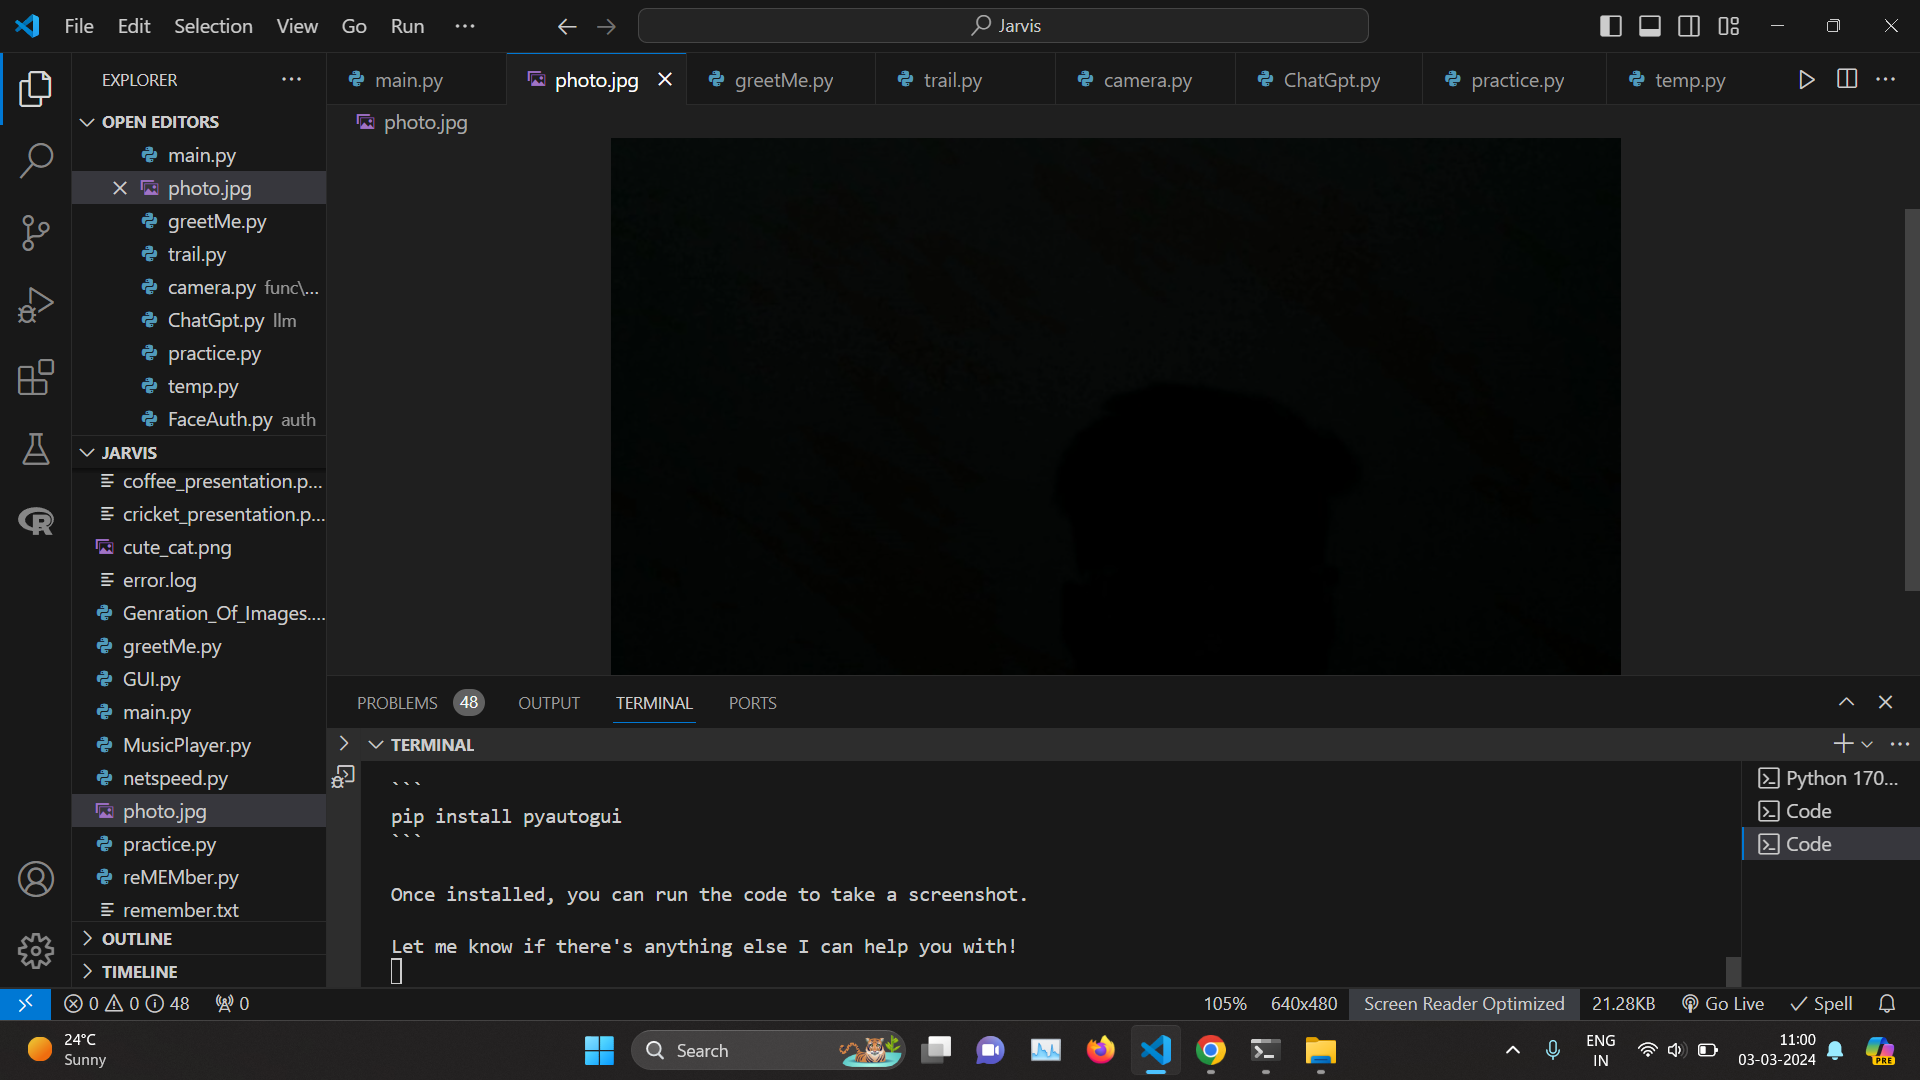 File Edit Selection View Go Run ···
Jarvis
EXPLORER
main.py photo.jpg greetMe.py trail.py camera.py ChatGpt.py practice.py temp.py
OPEN EDITORS
photo.jpg
main.py
photo.jpg
greetMe.py
trail.py
camera.py func\...
ChatGpt.py llm
practice.py
temp.py
FaceAuth.py auth
JARVIS
coffee_presentation.p...
cricket_presentation.p...
cute_cat.png
error.log
Genration_Of_Images....
greetMe.py
GUI.py
main.py
MusicPlayer.py
netspeed.py
photo.jpg
practice.py
reMEMber.py
remember.txt
OUTLINE
TIMELINE
PROBLEMS 48 OUTPUT TERMINAL PORTS
TERMINAL
```
pip install pyautogui
```
Once installed, you can run the code to take a screenshot.
Let me know if there's anything else I can help you with!
Python 170...
Code
Code
0 0 48 0
105% 640x480 Screen Reader Optimized 21.28KB Go Live Spell
24°C
Sunny
Search
ENG
IN
11:00
03-03-2024
PRE